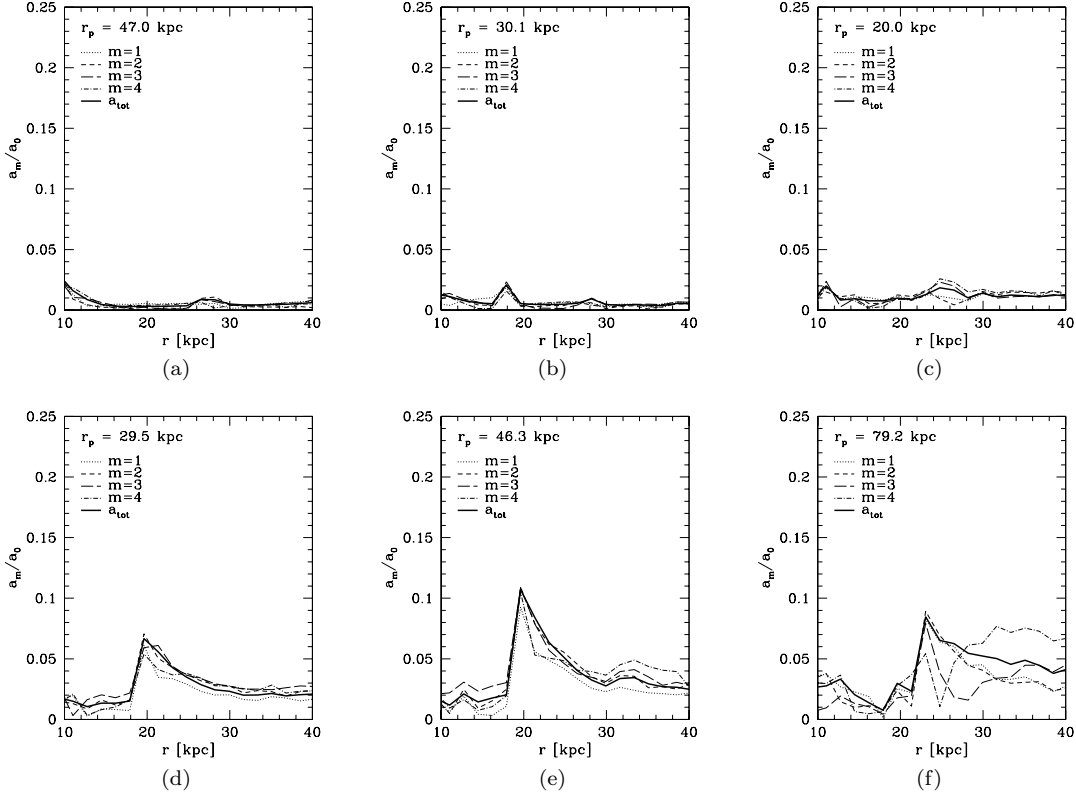 r_p = 47.0 kpc
m=1
m=2
m=3
m=4
a_tot
a_m/a_0
0.25
0.2
0.15
0.1
0.05
0
10 20 30 40
r [kpc]
(a)
r_p = 30.1 kpc
m=1
m=2
m=3
m=4
a_tot
a_m/a_0
0.25
0.2
0.15
0.1
0.05
0
10 20 30 40
r [kpc]
(b)
r_p = 20.0 kpc
m=1
m=2
m=3
m=4
a_tot
a_m/a_0
0.25
0.2
0.15
0.1
0.05
0
10 20 30 40
r [kpc]
(c)
r_p = 29.5 kpc
m=1
m=2
m=3
m=4
a_tot
a_m/a_0
0.25
0.2
0.15
0.1
0.05
0
10 20 30 40
r [kpc]
(d)
r_p = 46.3 kpc
m=1
m=2
m=3
m=4
a_tot
a_m/a_0
0.25
0.2
0.15
0.1
0.05
0
10 20 30 40
r [kpc]
(e)
r_p = 79.2 kpc
m=1
m=2
m=3
m=4
a_tot
a_m/a_0
0.25
0.2
0.15
0.1
0.05
0
10 20 30 40
r [kpc]
(f)